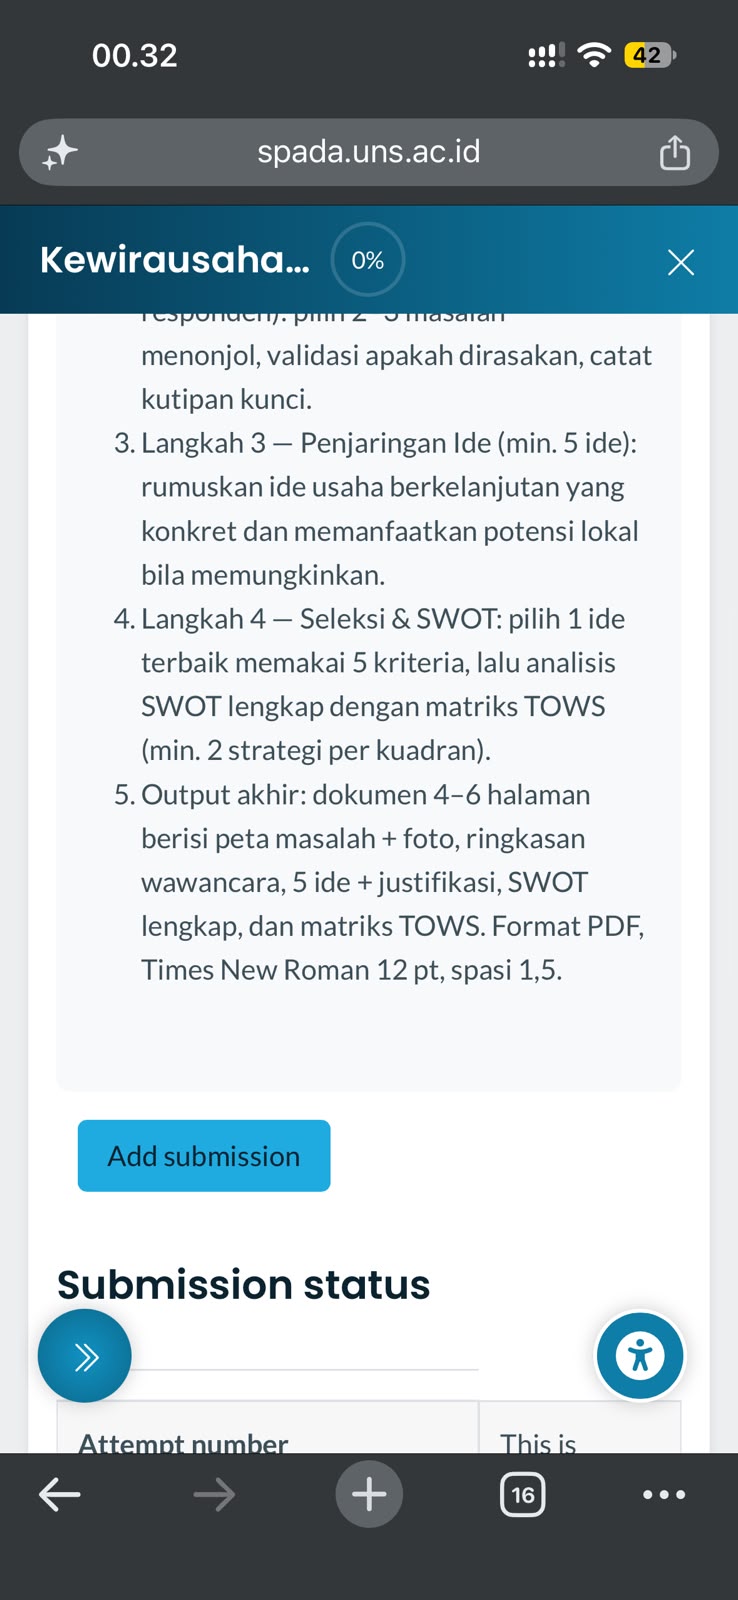 00.32
42
spada.uns.ac.id
Kewirausaha...
0%
responden): pilih 2–3 masalah
menonjol, validasi apakah dirasakan, catat
kutipan kunci.
3. Langkah 3 — Penjaringan Ide (min. 5 ide):
rumuskan ide usaha berkelanjutan yang
konkret dan memanfaatkan potensi lokal
bila memungkinkan.
4. Langkah 4 — Seleksi & SWOT: pilih 1 ide
terbaik memakai 5 kriteria, lalu analisis
SWOT lengkap dengan matriks TOWS
(min. 2 strategi per kuadran).
5. Output akhir: dokumen 4–6 halaman
berisi peta masalah + foto, ringkasan
wawancara, 5 ide + justifikasi, SWOT
lengkap, dan matriks TOWS. Format PDF,
Times New Roman 12 pt, spasi 1,5.
Add submission
Submission status
Attempt number
This is
16